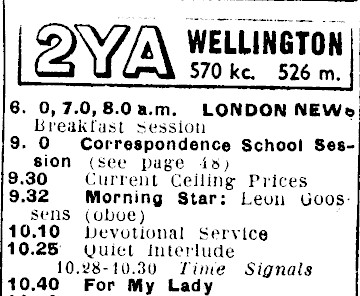 2YA WELLINGTON
570 kc. 526 m.
6. 0, 7.0, 8.0 a.m. LONDON NEWS
Breakfast Session
9. 0 Correspondence School Ses-
sion (see page 48)
9.30 Current Ceiling Prices
9.32 Morning Star: Leon Goos-
sens (oboe)
10.10 Devotional Service
10.25 Quiet Interlude
10.28-10.30 Time Signals
10.40 For My Lady